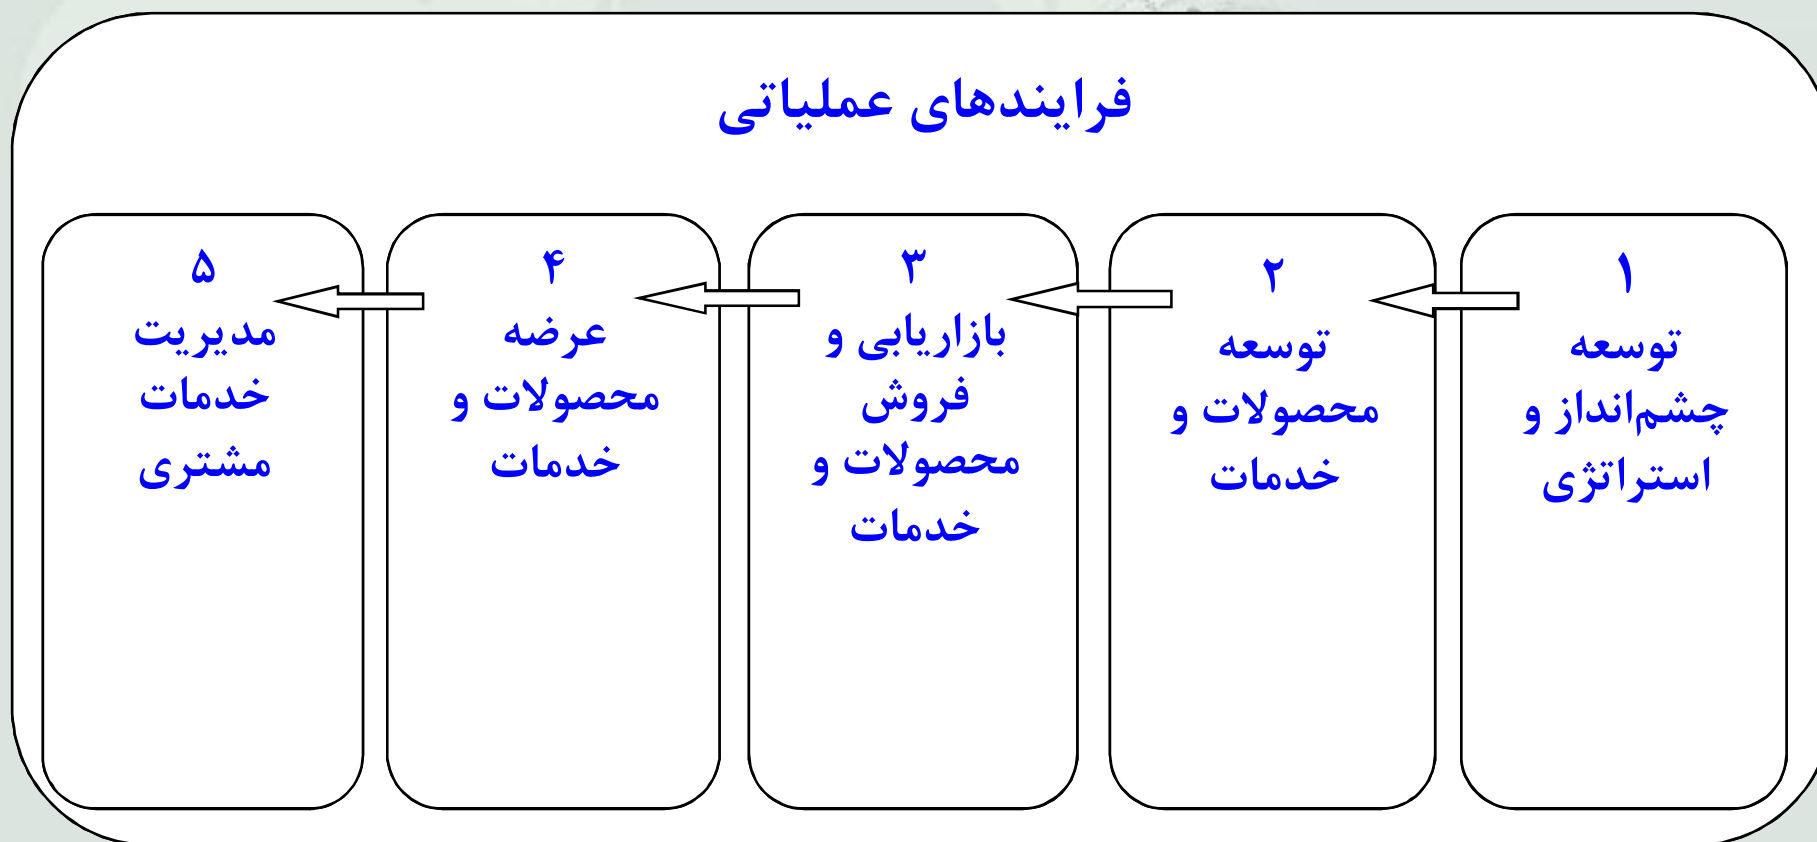 فرایندهای عملیاتی
۱
توسعه
چشم‌انداز و
استراتژی
۲
توسعه
محصولات و
خدمات
۳
بازاریابی و
فروش
محصولات و
خدمات
۴
عرضه
محصولات و
خدمات
۵
مدیریت
خدمات
مشتری